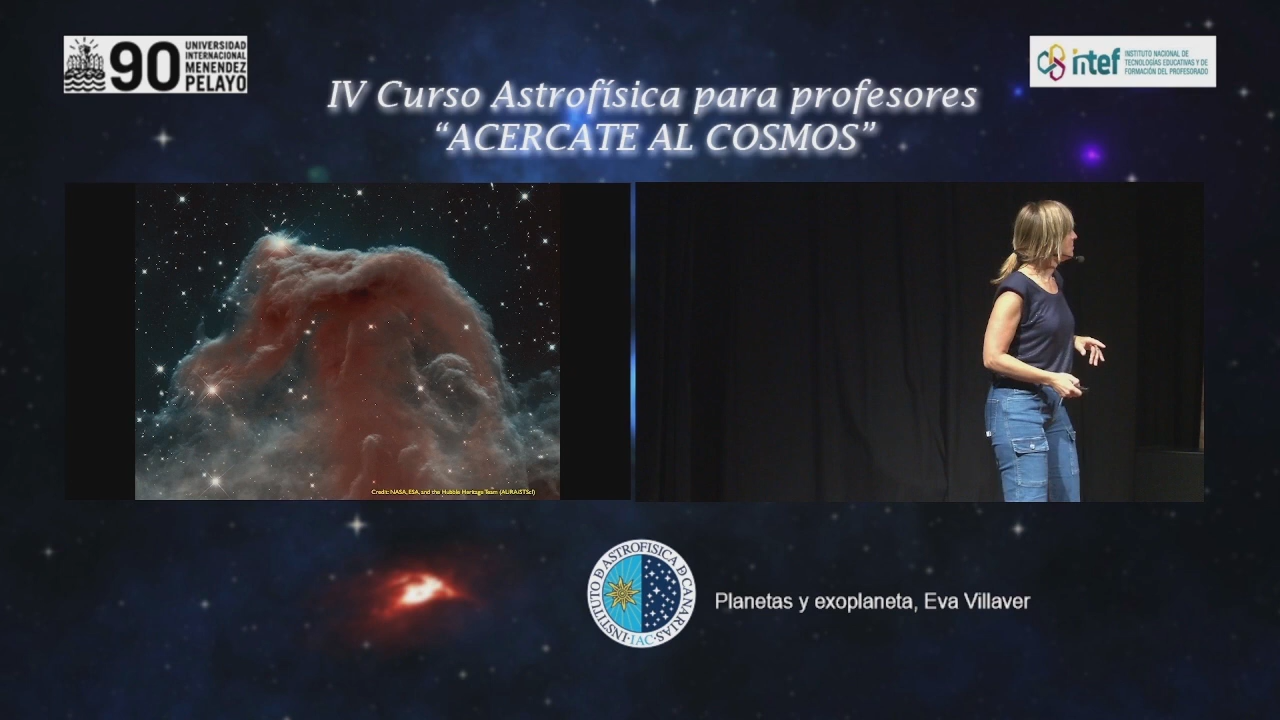 90
UNIVERSIDAD
INTERNACIONAL
MENENDEZ
PELAYO
intef
INSTITUTO NACIONAL DE
TECNOLOGÍAS EDUCATIVAS Y DE
FORMACIÓN DEL PROFESORADO
IV Curso Astrofísica para profesores
“ACERCATE AL COSMOS”
Credit: NASA, ESA, and the Hubble Heritage Team (AURA/STScI)
INSTITUTO D ASTROFISICA D CANARIAS
IAC
Planetas y exoplaneta, Eva Villaver